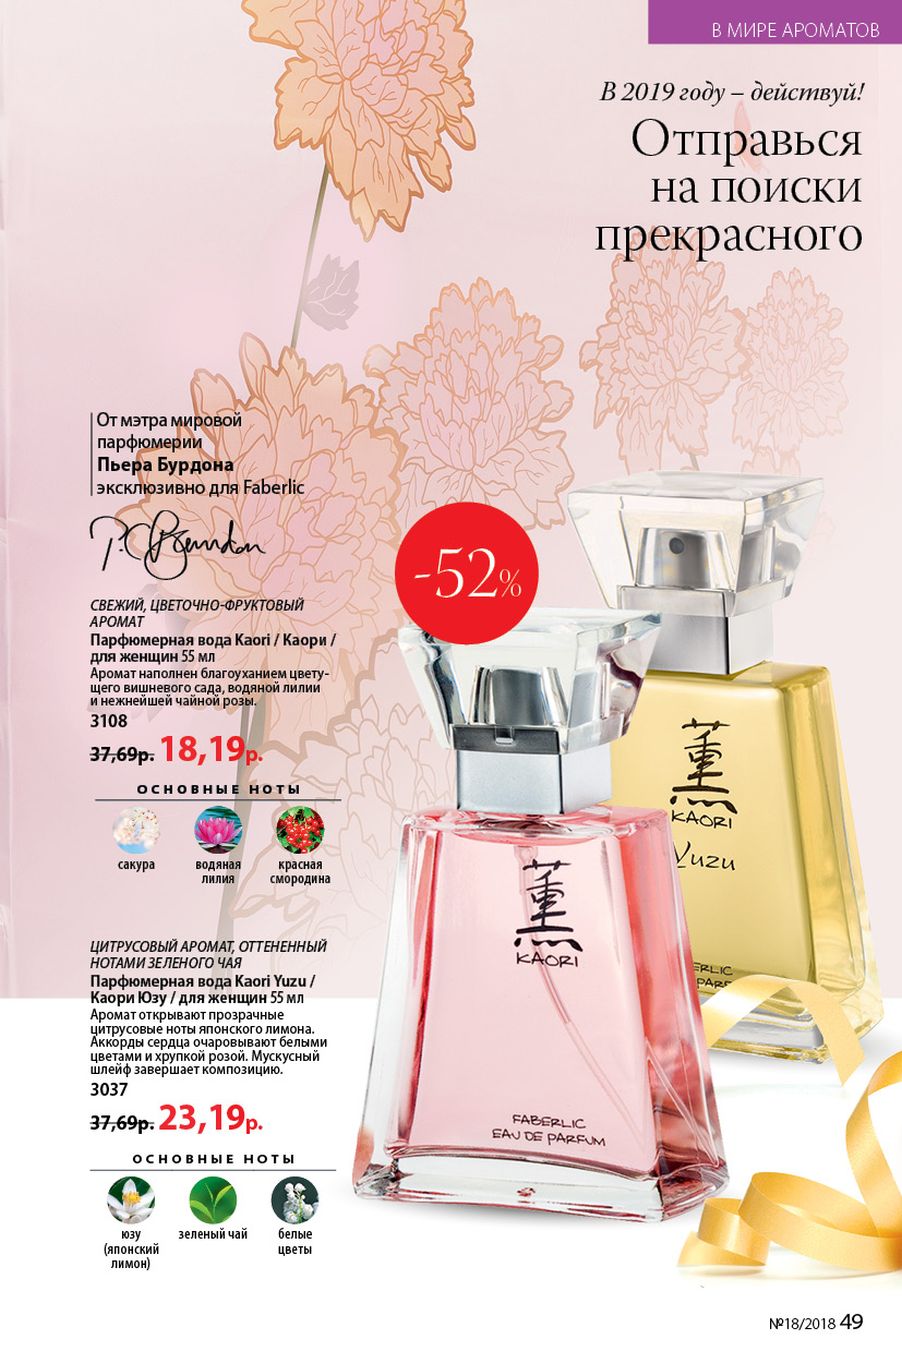 В МИРЕ АРОМАТОВ
В 2019 году – действуй!
Отправься
на поиски
прекрасного
От мэтра мировой
парфюмерии
Пьера Бурдона
эксклюзивно для Faberlic
-52%
СВЕЖИЙ, ЦВЕТОЧНО-ФРУКТОВЫЙ
АРОМАТ
Парфюмерная вода Kaori / Каори /
для женщин 55 мл
Аромат наполнен благоуханием цвету-
щего вишневого сада, водяной лилии
и нежнейшей чайной розы.
3108
37,69р. 18,19р.
ОСНОВНЫЕ НОТЫ
сакура
водяная
лилия
красная
смородина
ЦИТРУСОВЫЙ АРОМАТ, ОТТЕНЕННЫЙ
НОТАМИ ЗЕЛЕНОГО ЧАЯ
Парфюмерная вода Kaori Yuzu /
Каори Юзу / для женщин 55 мл
Аромат открывают прозрачные
цитрусовые ноты японского лимона.
Аккорды сердца очаровывают белыми
цветами и хрупкой розой. Мускусный
шлейф завершает композицию.
3037
37,69р. 23,19р.
ОСНОВНЫЕ НОТЫ
юзу
(японский
лимон)
зеленый чай
белые
цветы
薫
KAORI
Yuzu
薫
KAORI
FABERLIC
EAU DE PARFUM
№18/2018 49